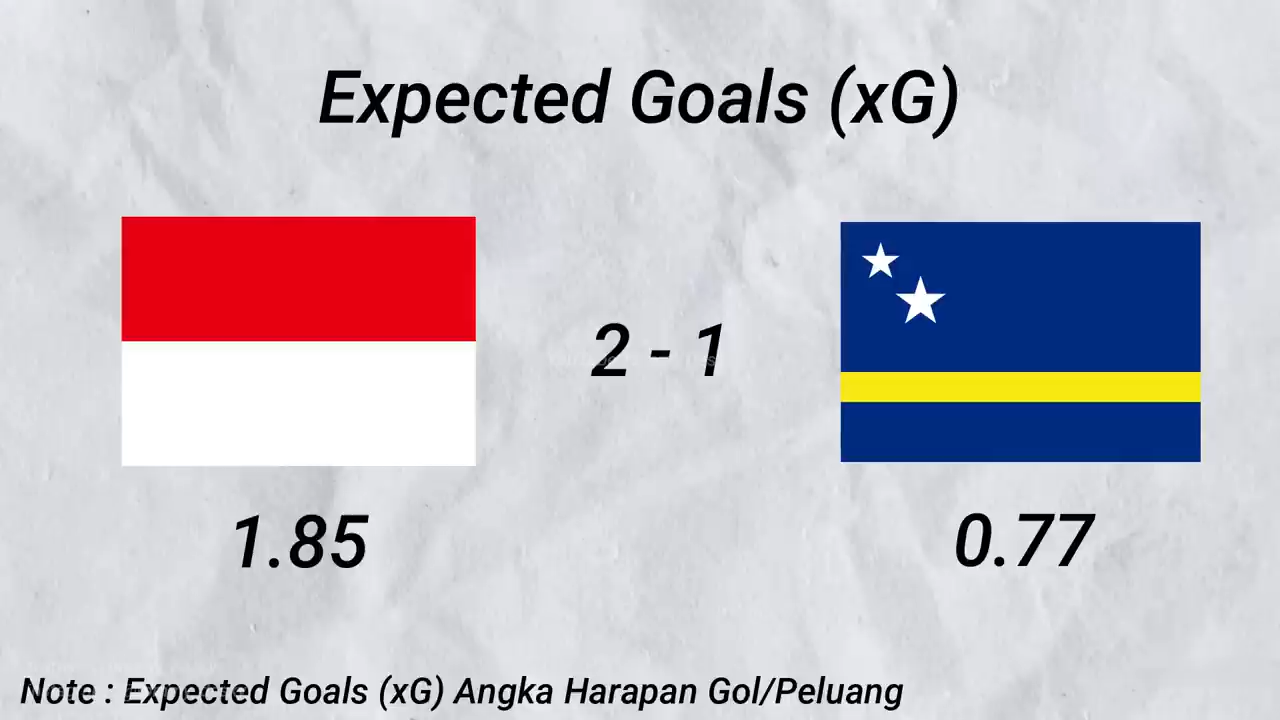 Expected Goals (xG)
2 - 1
1.85
0.77
Note : Expected Goals (xG) Angka Harapan Gol/Peluang